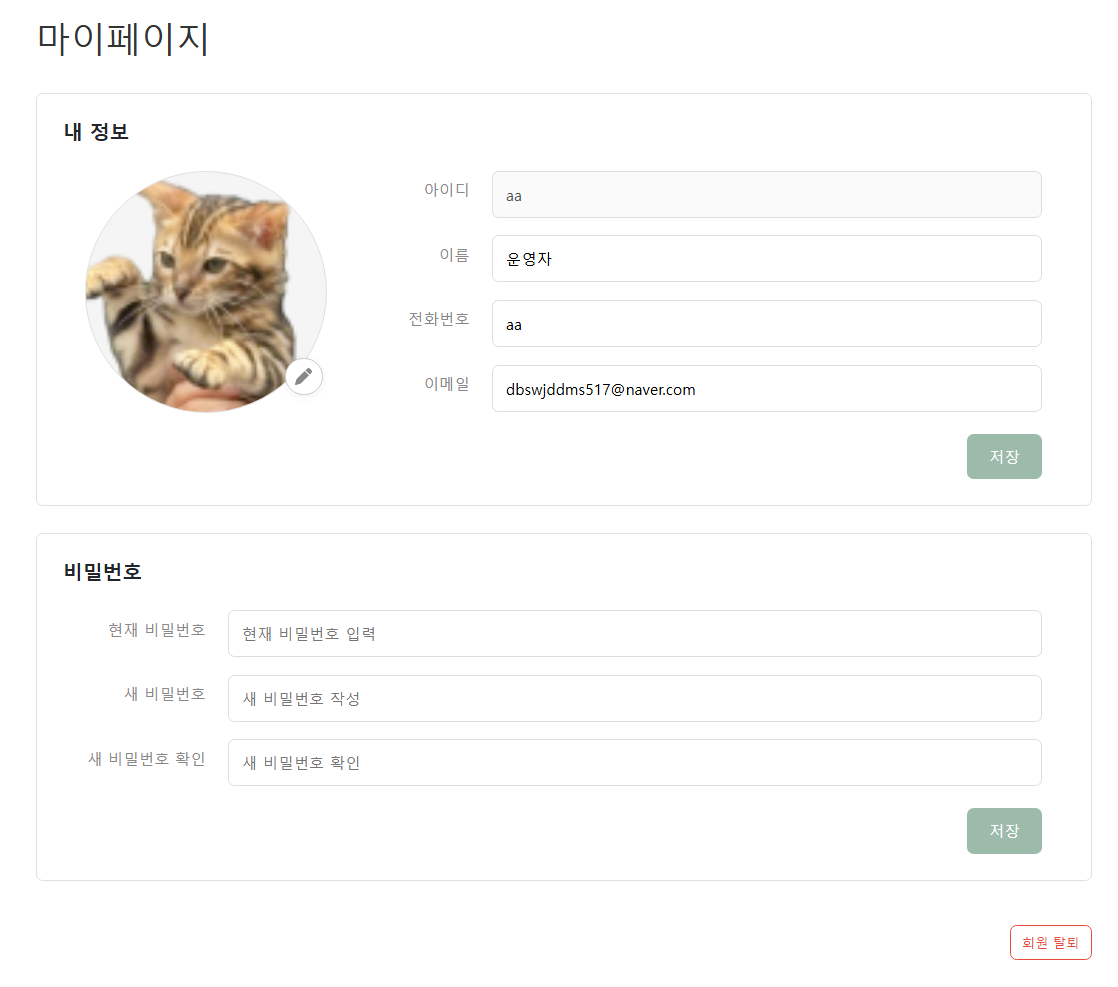 마이페이지
내 정보
아이디 aa
이름 운영자
전화번호 aa
이메일 dbswjddms517@naver.com
저장
비밀번호
현재 비밀번호 현재 비밀번호 입력
새 비밀번호 새 비밀번호 작성
새 비밀번호 확인 새 비밀번호 확인
저장
회원 탈퇴